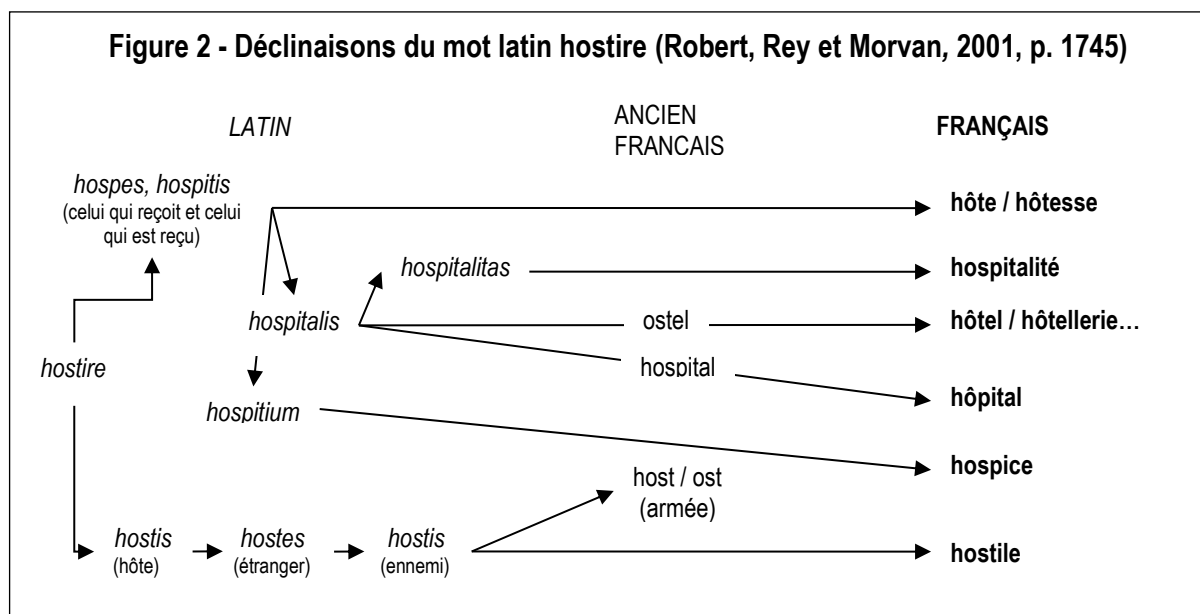 Figure 2 - Déclinaisons du mot latin hostire (Robert, Rey et Morvan, 2001, p. 1745)
LATIN
ANCIEN
FRANCAIS
FRANÇAIS
hospes, hospitis
(celui qui reçoit et celui
qui est reçu)
hôte / hôtesse
hospitalitas
hospitalité
hospitalis
ostel
hôtel / hôtellerie…
hostire
hospital
hôpital
hospitium
hospice
host / ost
(armée)
hostis
(hôte)
hostes
(étranger)
hostis
(ennemi)
hostile